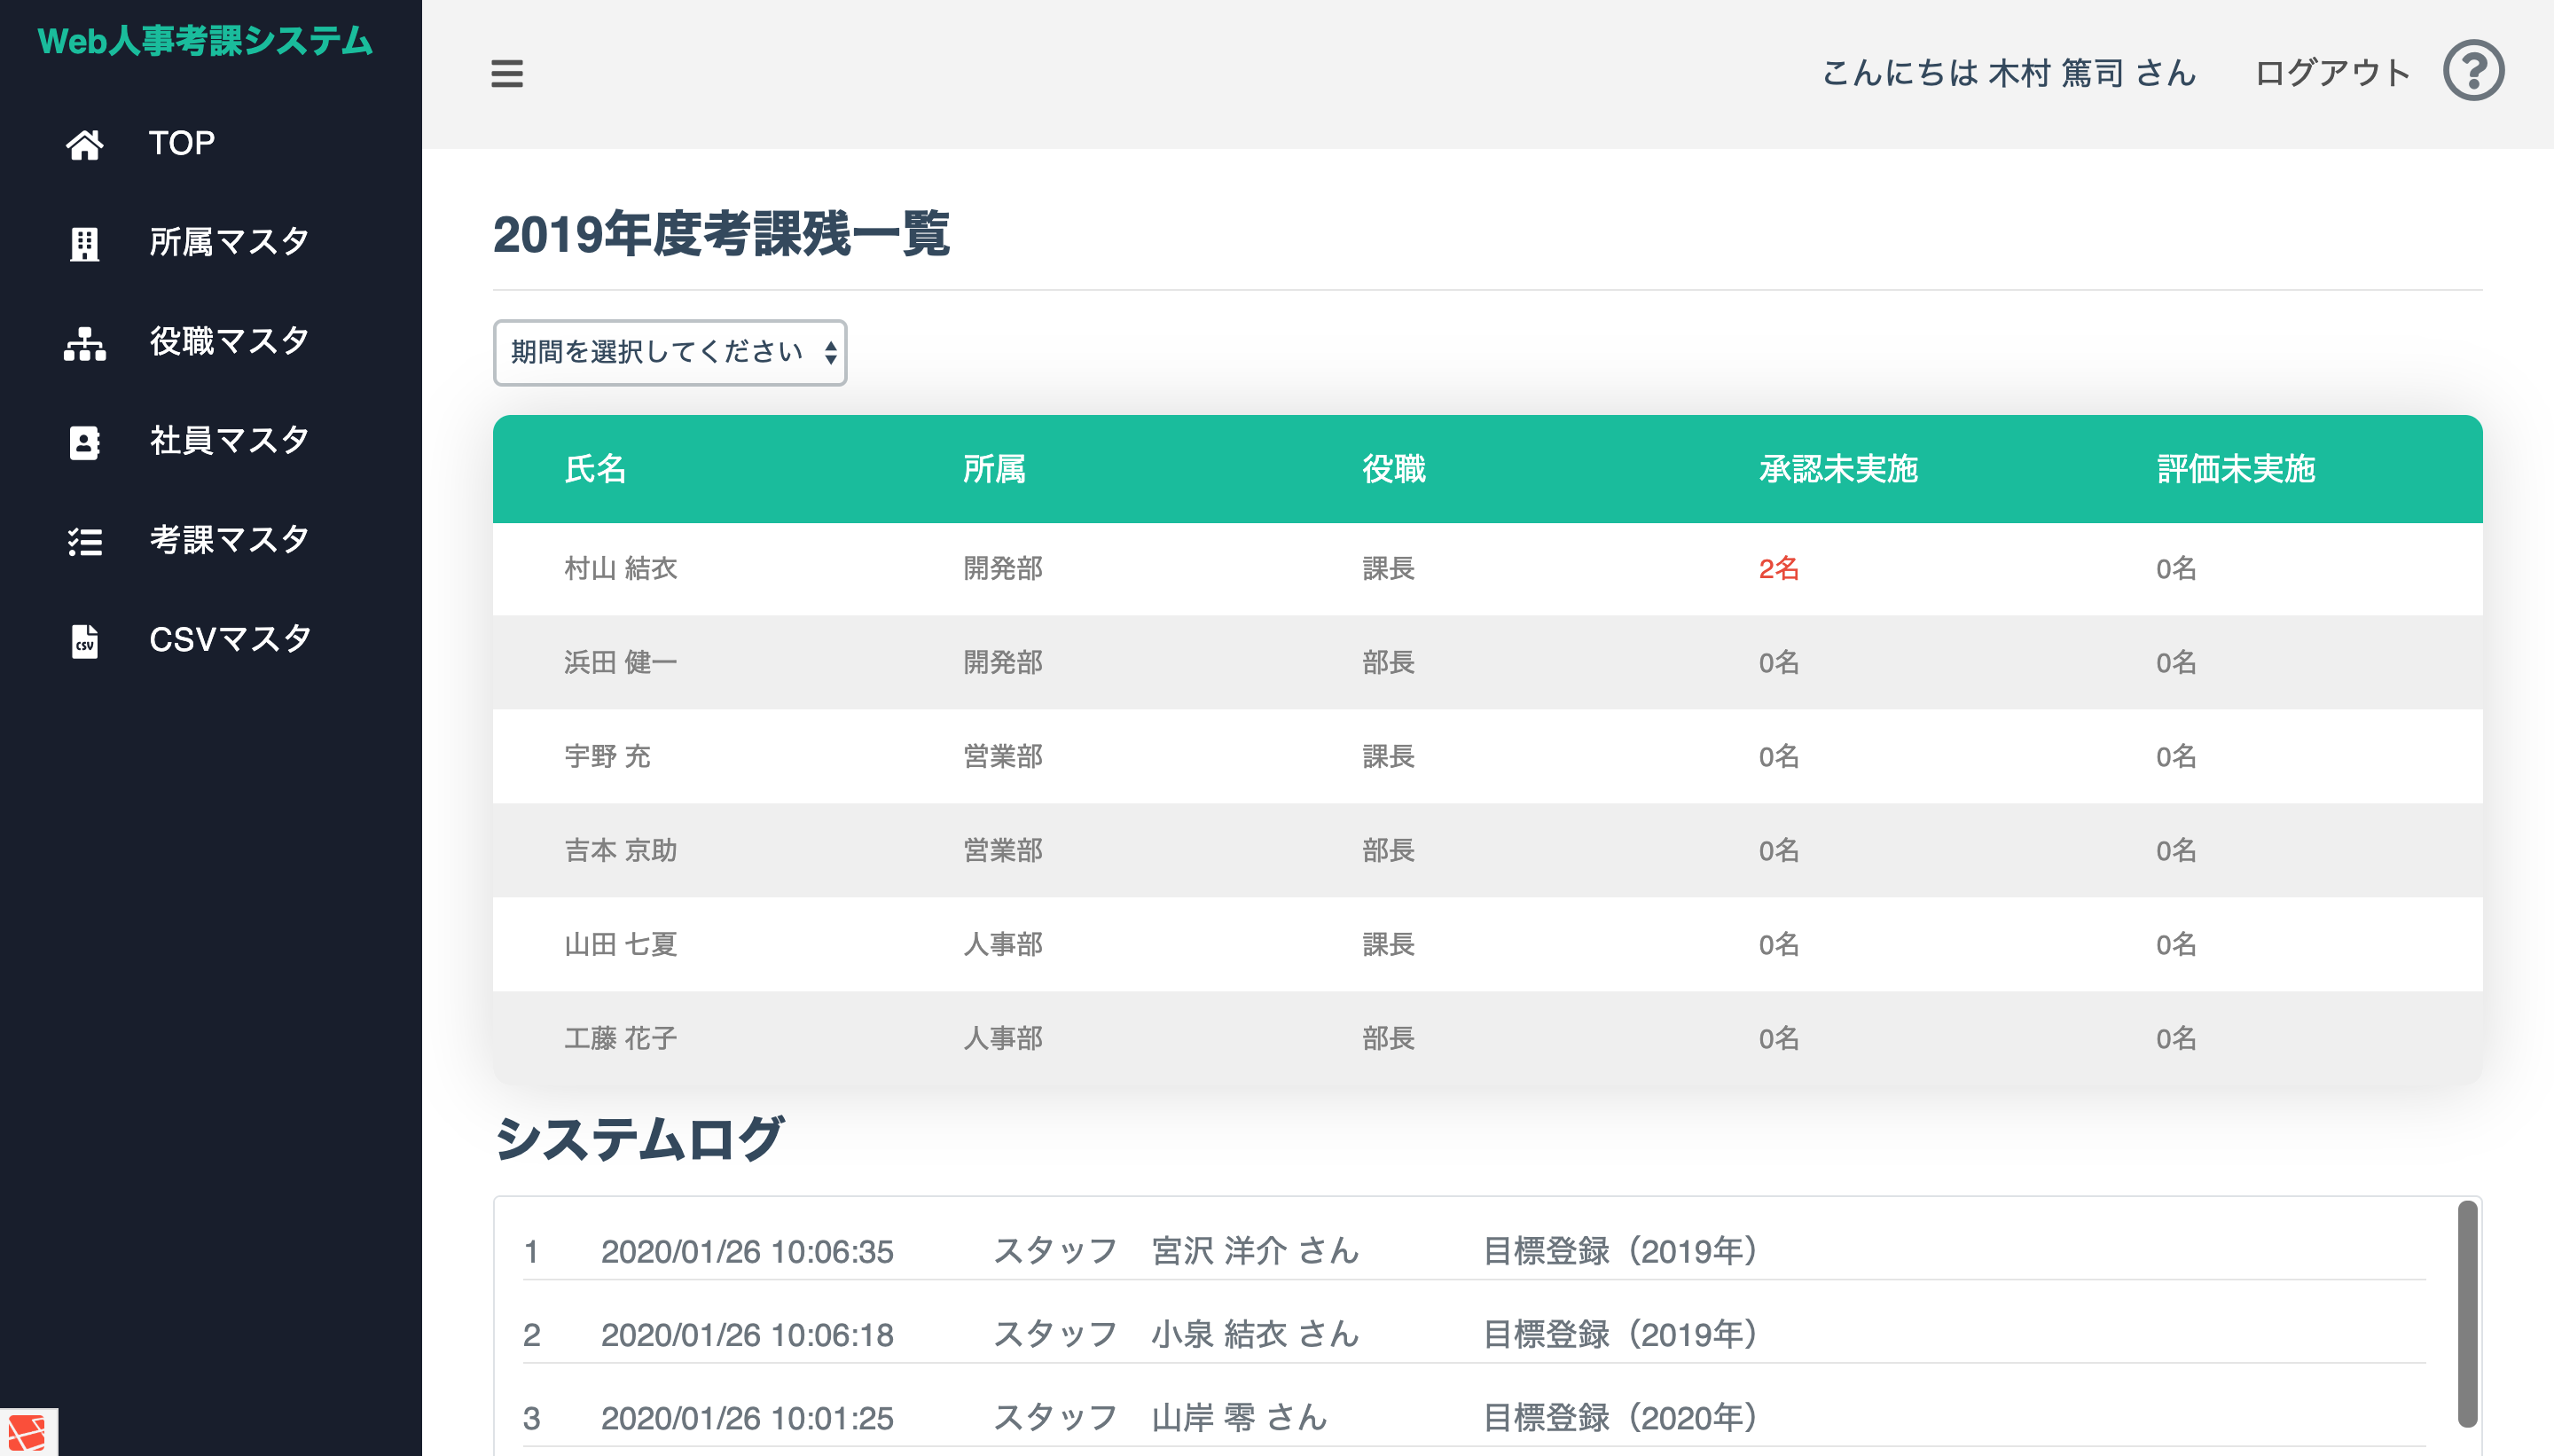 Web人事考課システム
こんにちは 木村 篤司 さん ログアウト
TOP
所属マスタ
役職マスタ
社員マスタ
考課マスタ
CSVマスタ
2019年度考課残一覧
期間を選択してください
氏名 所属 役職 承認未実施 評価未実施
村山 結衣 開発部 課長 2名 0名
浜田 健一 開発部 部長 0名 0名
宇野 充 営業部 課長 0名 0名
吉本 京助 営業部 部長 0名 0名
山田 七夏 人事部 課長 0名 0名
工藤 花子 人事部 部長 0名 0名
システムログ
1 2020/01/26 10:06:35 スタッフ 宮沢 洋介 さん 目標登録（2019年）
2 2020/01/26 10:06:18 スタッフ 小泉 結衣 さん 目標登録（2019年）
3 2020/01/26 10:01:25 スタッフ 山岸 零 さん 目標登録（2020年）